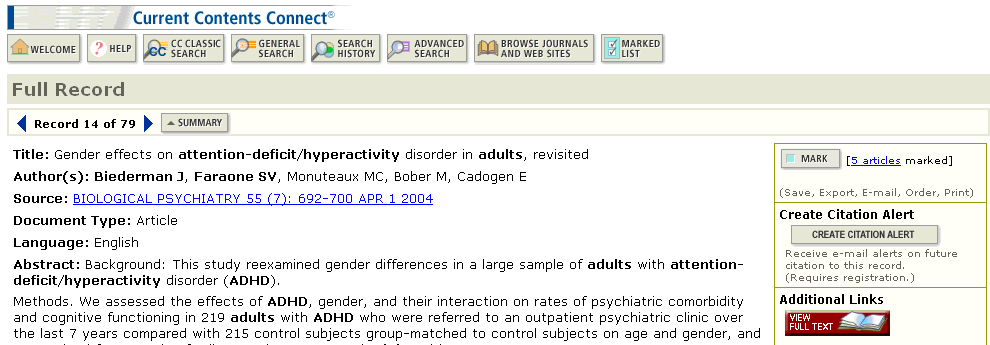 Current Contents Connect®
WELCOME
HELP
CC CLASSIC
SEARCH
GENERAL
SEARCH
SEARCH
HISTORY
ADVANCED
SEARCH
BROWSE JOURNALS
AND WEB SITES
MARKED
LIST
Full Record
Record 14 of 79
SUMMARY
Title: Gender effects on attention-deficit/hyperactivity disorder in adults, revisited
Author(s): Biederman J, Faraone SV, Monuteaux MC, Bober M, Cadogen E
Source: BIOLOGICAL PSYCHIATRY 55 (7): 692-700 APR 1 2004
Document Type: Article
Language: English
Abstract: Background: This study reexamined gender differences in a large sample of adults with attention-
deficit/hyperactivity disorder (ADHD).
Methods. We assessed the effects of ADHD, gender, and their interaction on rates of psychiatric comorbidity
and cognitive functioning in 219 adults with ADHD who were referred to an outpatient psychiatric clinic over
the last 7 years compared with 215 control subjects group-matched to control subjects on age and gender, and
MARK
[5 articles marked]
(Save, Export, E-mail, Order, Print)
Create Citation Alert
CREATE CITATION ALERT
Receive e-mail alerts on future
citation to this record.
(Requires registration.)
Additional Links
VIEW
FULL TEXT